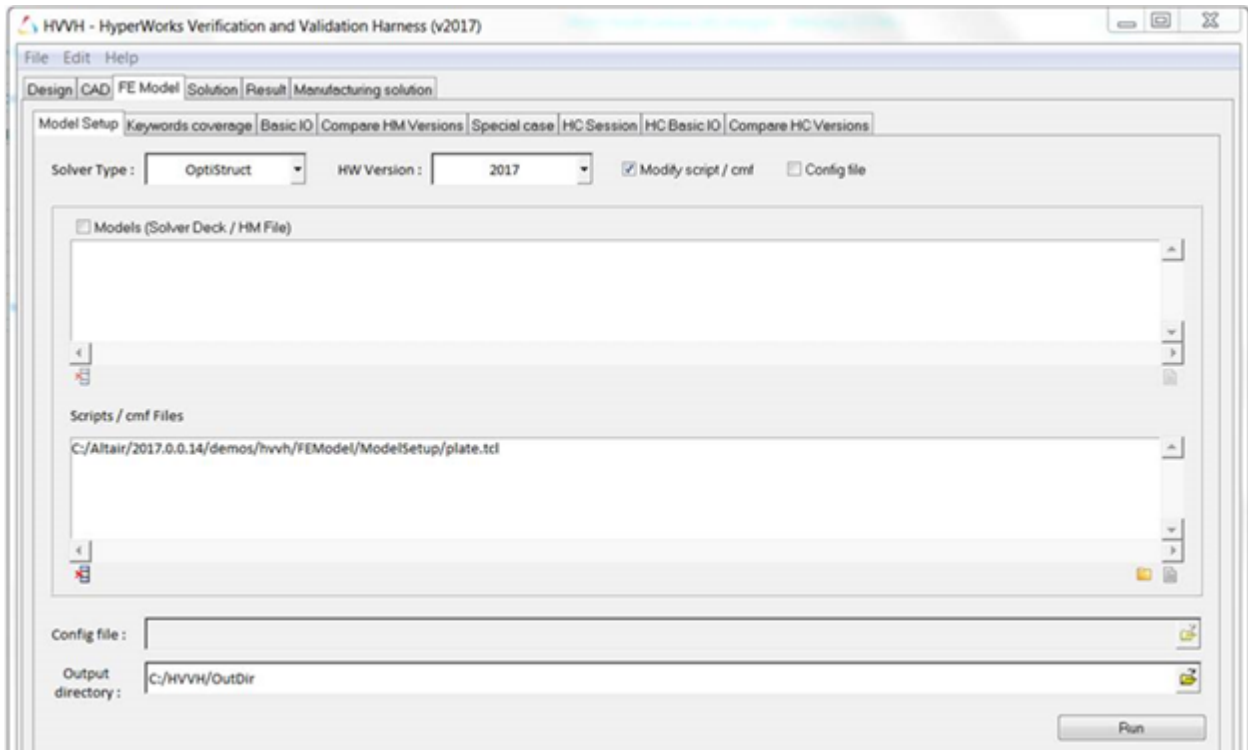 HVVH - HyperWorks Verification and Validation Harness (v2017)
File Edit Help
Design CAD FE Model Solution Result Manufacturing solution
Model Setup Keywords coverage Basic IO Compare HM Versions Special case HC Session HC Basic IO Compare HC Versions
Solver Type : OptiStruct HW Version : 2017 Modify script / cmf Config file
Models (Solver Deck / HM File)
Scripts / cmf Files
C:/Altair/2017.0.0.14/demos/hvvh/FEModel/ModelSetup/plate.tcl
Config file :
Output directory : C:/HVVH/OutDir
Run